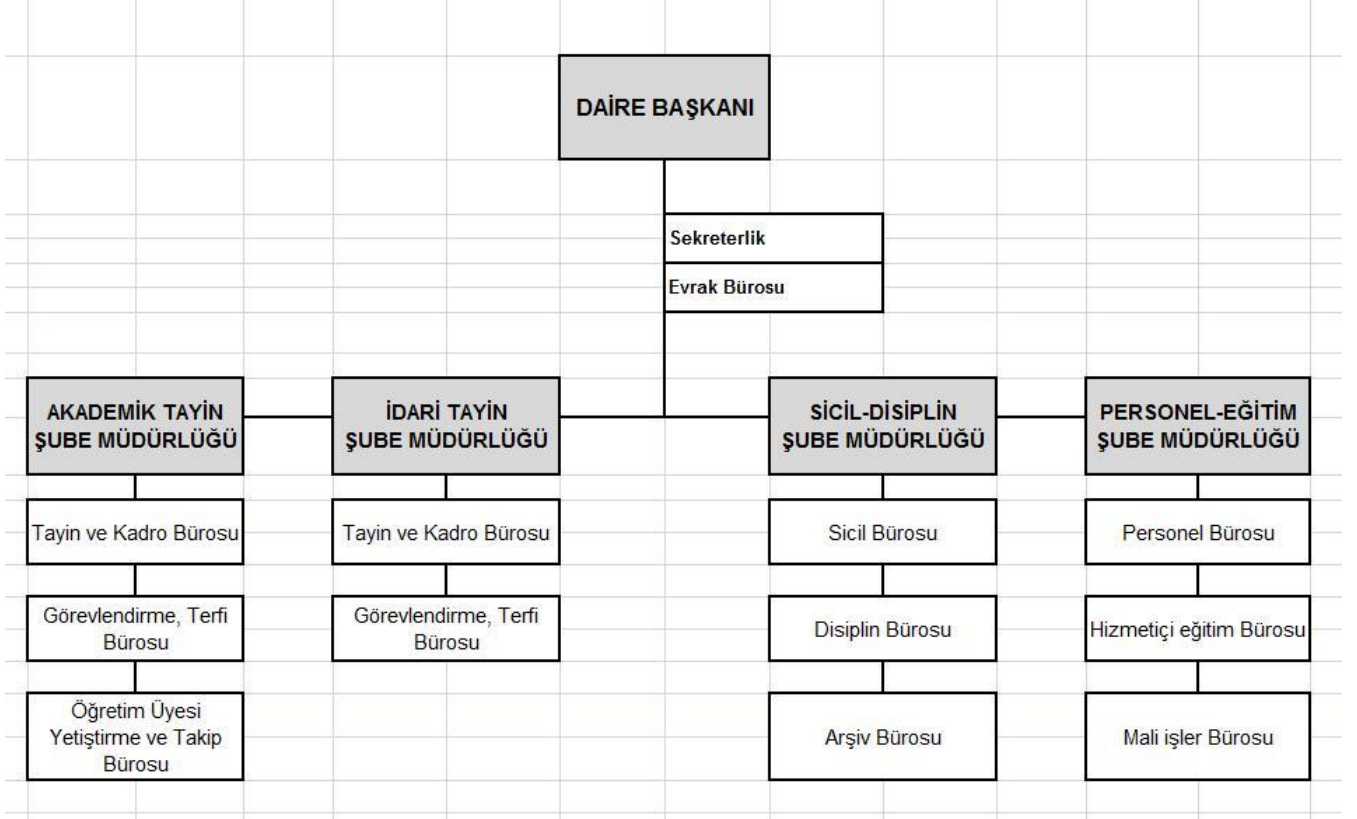 DAİRE BAŞKANI
Sekreterlik
Evrak Bürosu
AKADEMİK TAYİN
ŞUBE MÜDÜRLÜĞÜ
İDARİ TAYİN
ŞUBE MÜDÜRLÜĞÜ
SİCİL-DİSİPLİN
ŞUBE MÜDÜRLÜĞÜ
PERSONEL-EĞİTİM
ŞUBE MÜDÜRLÜĞÜ
Tayin ve Kadro Bürosu
Tayin ve Kadro Bürosu
Sicil Bürosu
Personel Bürosu
Görevlendirme, Terfi
Bürosu
Görevlendirme, Terfi
Bürosu
Disiplin Bürosu
Hizmetiçi eğitim Bürosu
Öğretim Üyesi
Yetiştirme ve Takip
Bürosu
Arşiv Bürosu
Mali işler Bürosu